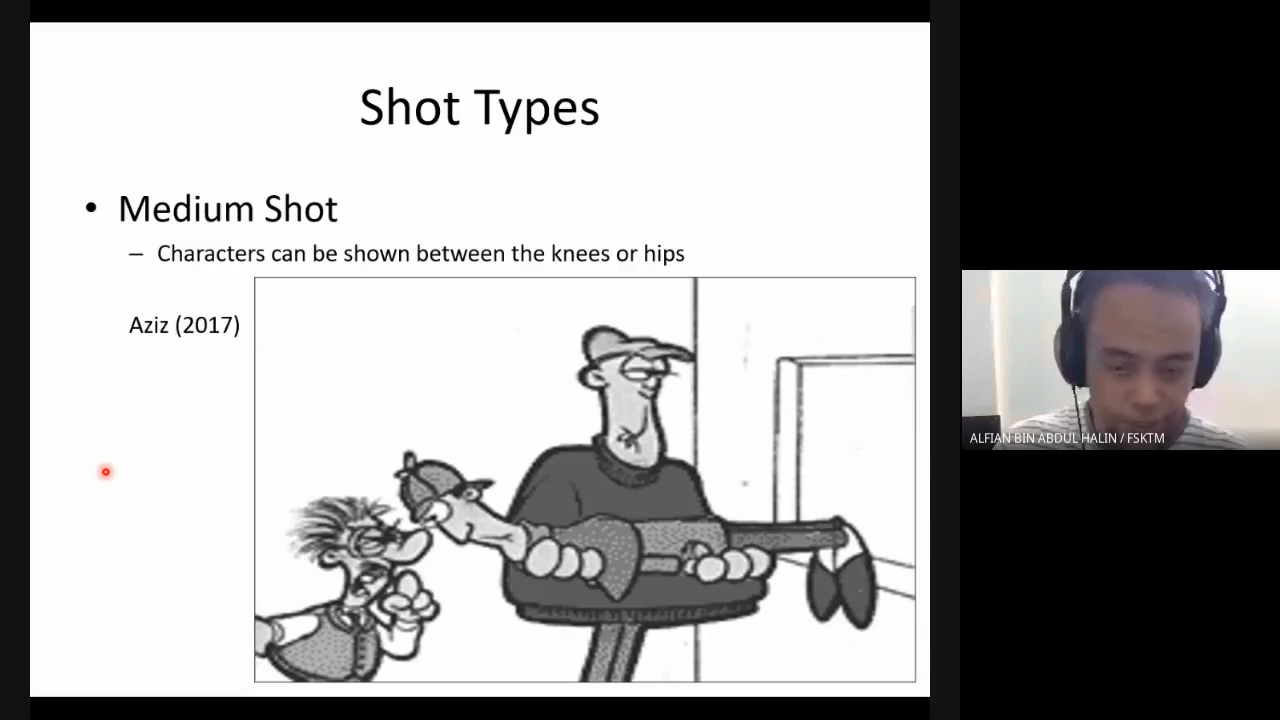 Shot Types
• Medium Shot
– Characters can be shown between the knees or hips
Aziz (2017)
ALFIAN BIN ABDUL HALIN / FSKTM